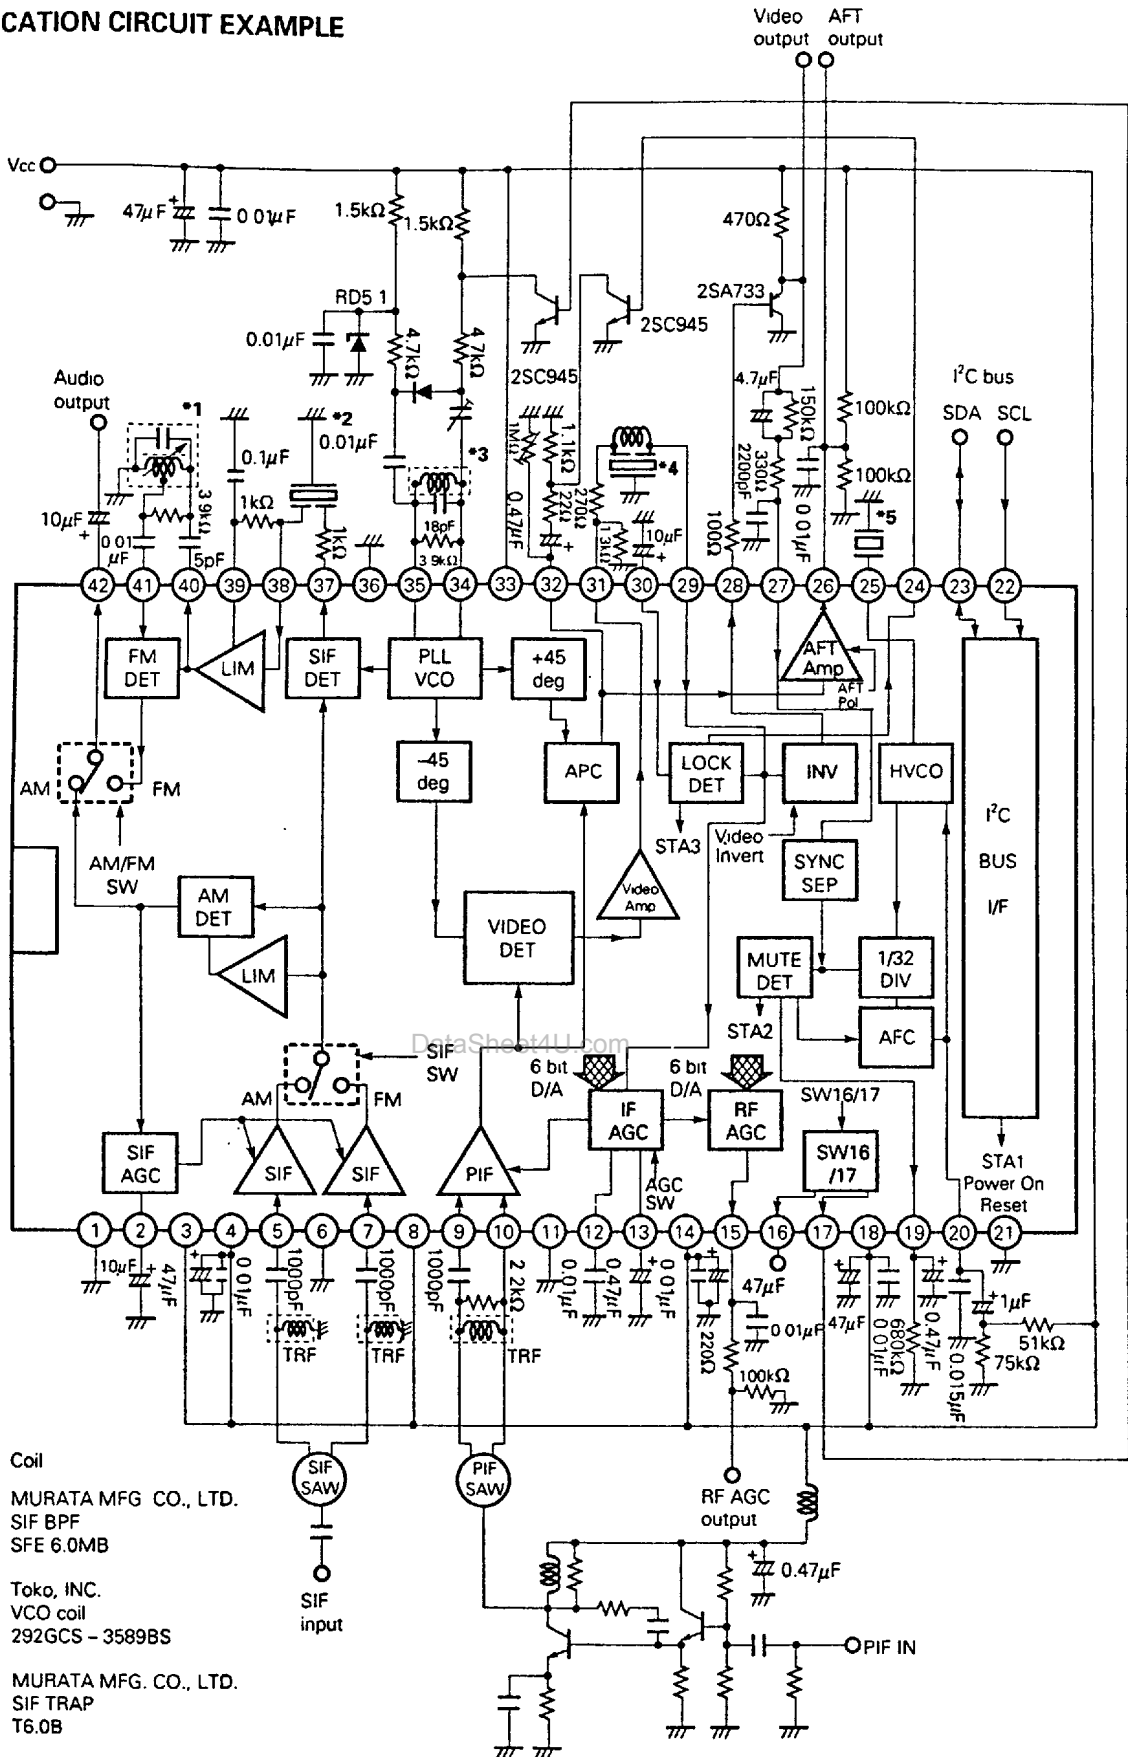 CATION CIRCUIT EXAMPLE
Video output
AFT output
Vcc
47μF
+
0 01μF
1.5kΩ
1.5kΩ
470Ω
2SA733
RD5 1
2SC945
0.01μF
4.7kΩ
4.7kΩ
2SC945
4.7μF
150kΩ
I²C bus
Audio output
*1
*2
0.01μF
100kΩ
SDA
SCL
0.1μF
*3
1MΩ
1.1kΩ
*4
330Ω
2200pF
100kΩ
3.9kΩ
1kΩ
0.47μF
22Ω
270Ω
*5
10μF
+
0 01 μF
5pF
1kΩ
18pF
3 9kΩ
+
1.3kΩ
10μF
+
100Ω
0.01μF
42 41 40 39 38 37 36 35 34 33 32 31 30 29 28 27 26 25 24 23 22
FM DET
LIM
SIF DET
PLL VCO
+45 deg
AFT Amp
AFT Pol
–45 deg
APC
LOCK DET
INV
HVCO
AM
FM
I²C BUS I/F
STA3
Video Invert
AM/FM SW
SYNC SEP
AM DET
VIDEO DET
Video Amp
LIM
MUTE DET
1/32 DIV
STA2
AFC
DataSheet4U.com
SIF SW
6 bit D/A
6 bit D/A
AM
FM
SW16/17
IF AGC
RF AGC
SIF AGC
SIF
SIF
PIF
SW16 /17
STA1
Power On Reset
AGC SW
1 2 3 4 5 6 7 8 9 10 11 12 13 14 15 16 17 18 19 20 21
10μF
+
47μF
+
0 01μF
1000pF
1000pF
1000pF
2 2kΩ
0.01μF
0.47μF
+
0 01μF
+
47μF
+
47μF
+
1μF
TRF
TRF
TRF
220Ω
0 01μF
0 01μF
680kΩ
0.47μF
0.015μF
51kΩ
75kΩ
100kΩ
Coil
SIF SAW
PIF SAW
MURATA MFG CO., LTD.
SIF BPF
SFE 6.0MB
RF AGC output
+
0.47μF
Toko, INC.
VCO coil
292GCS – 3589BS
SIF input
PIF IN
MURATA MFG. CO., LTD.
SIF TRAP
T6.0B